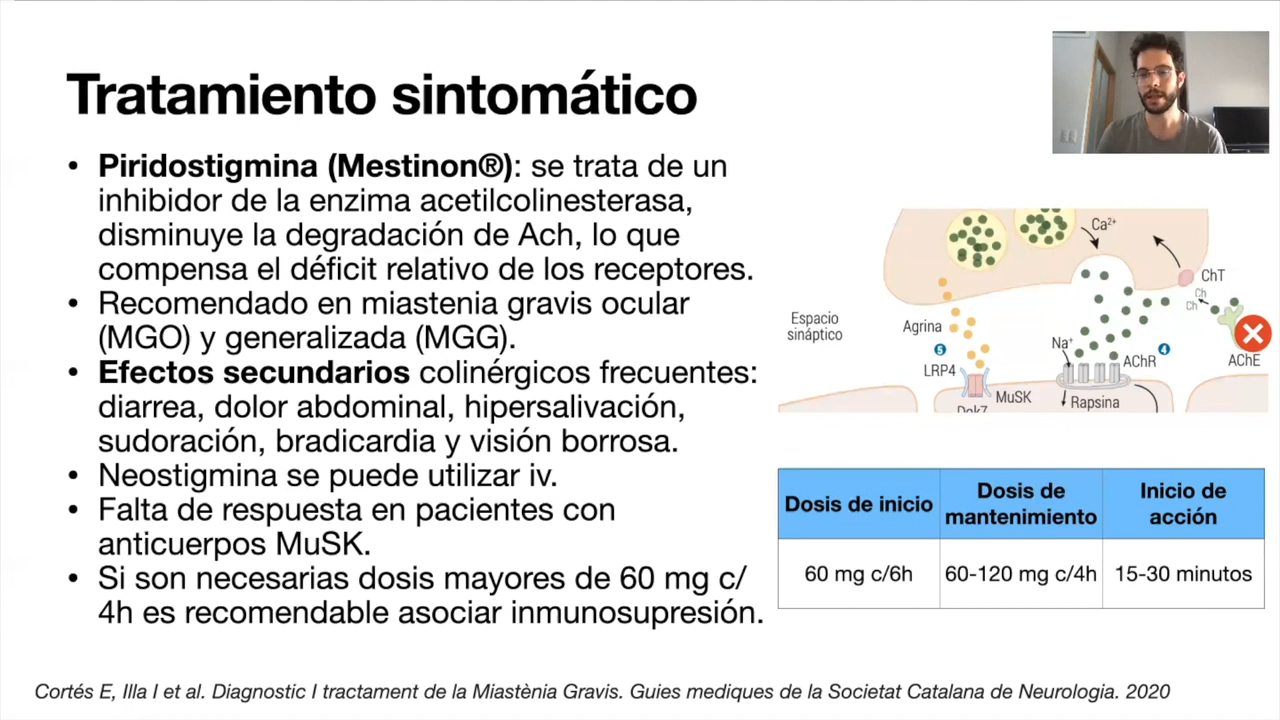 Tratamiento sintomático
• Piridostigmina (Mestinon®): se trata de un
inhibidor de la enzima acetilcolinesterasa,
disminuye la degradación de Ach, lo que
compensa el déficit relativo de los receptores.
• Recomendado en miastenia gravis ocular
(MGO) y generalizada (MGG).
• Efectos secundarios colinérgicos frecuentes:
diarrea, dolor abdominal, hipersalivación,
sudoración, bradicardia y visión borrosa.
• Neostigmina se puede utilizar iv.
• Falta de respuesta en pacientes con
anticuerpos MuSK.
• Si son necesarias dosis mayores de 60 mg c/
4h es recomendable asociar inmunosupresión.
Ca²⁺
ChT
Ch
Ch
Espacio
sináptico
Agrina
5
LRP4
MuSK
Dok7
Na⁺
AChR
4
AChE
Rapsina
Dosis de inicio
Dosis de
mantenimiento
Inicio de
acción
60 mg c/6h
60-120 mg c/4h
15-30 minutos
Cortés E, Illa I et al. Diagnostic I tractament de la Miastènia Gravis. Guies mediques de la Societat Catalana de Neurologia. 2020